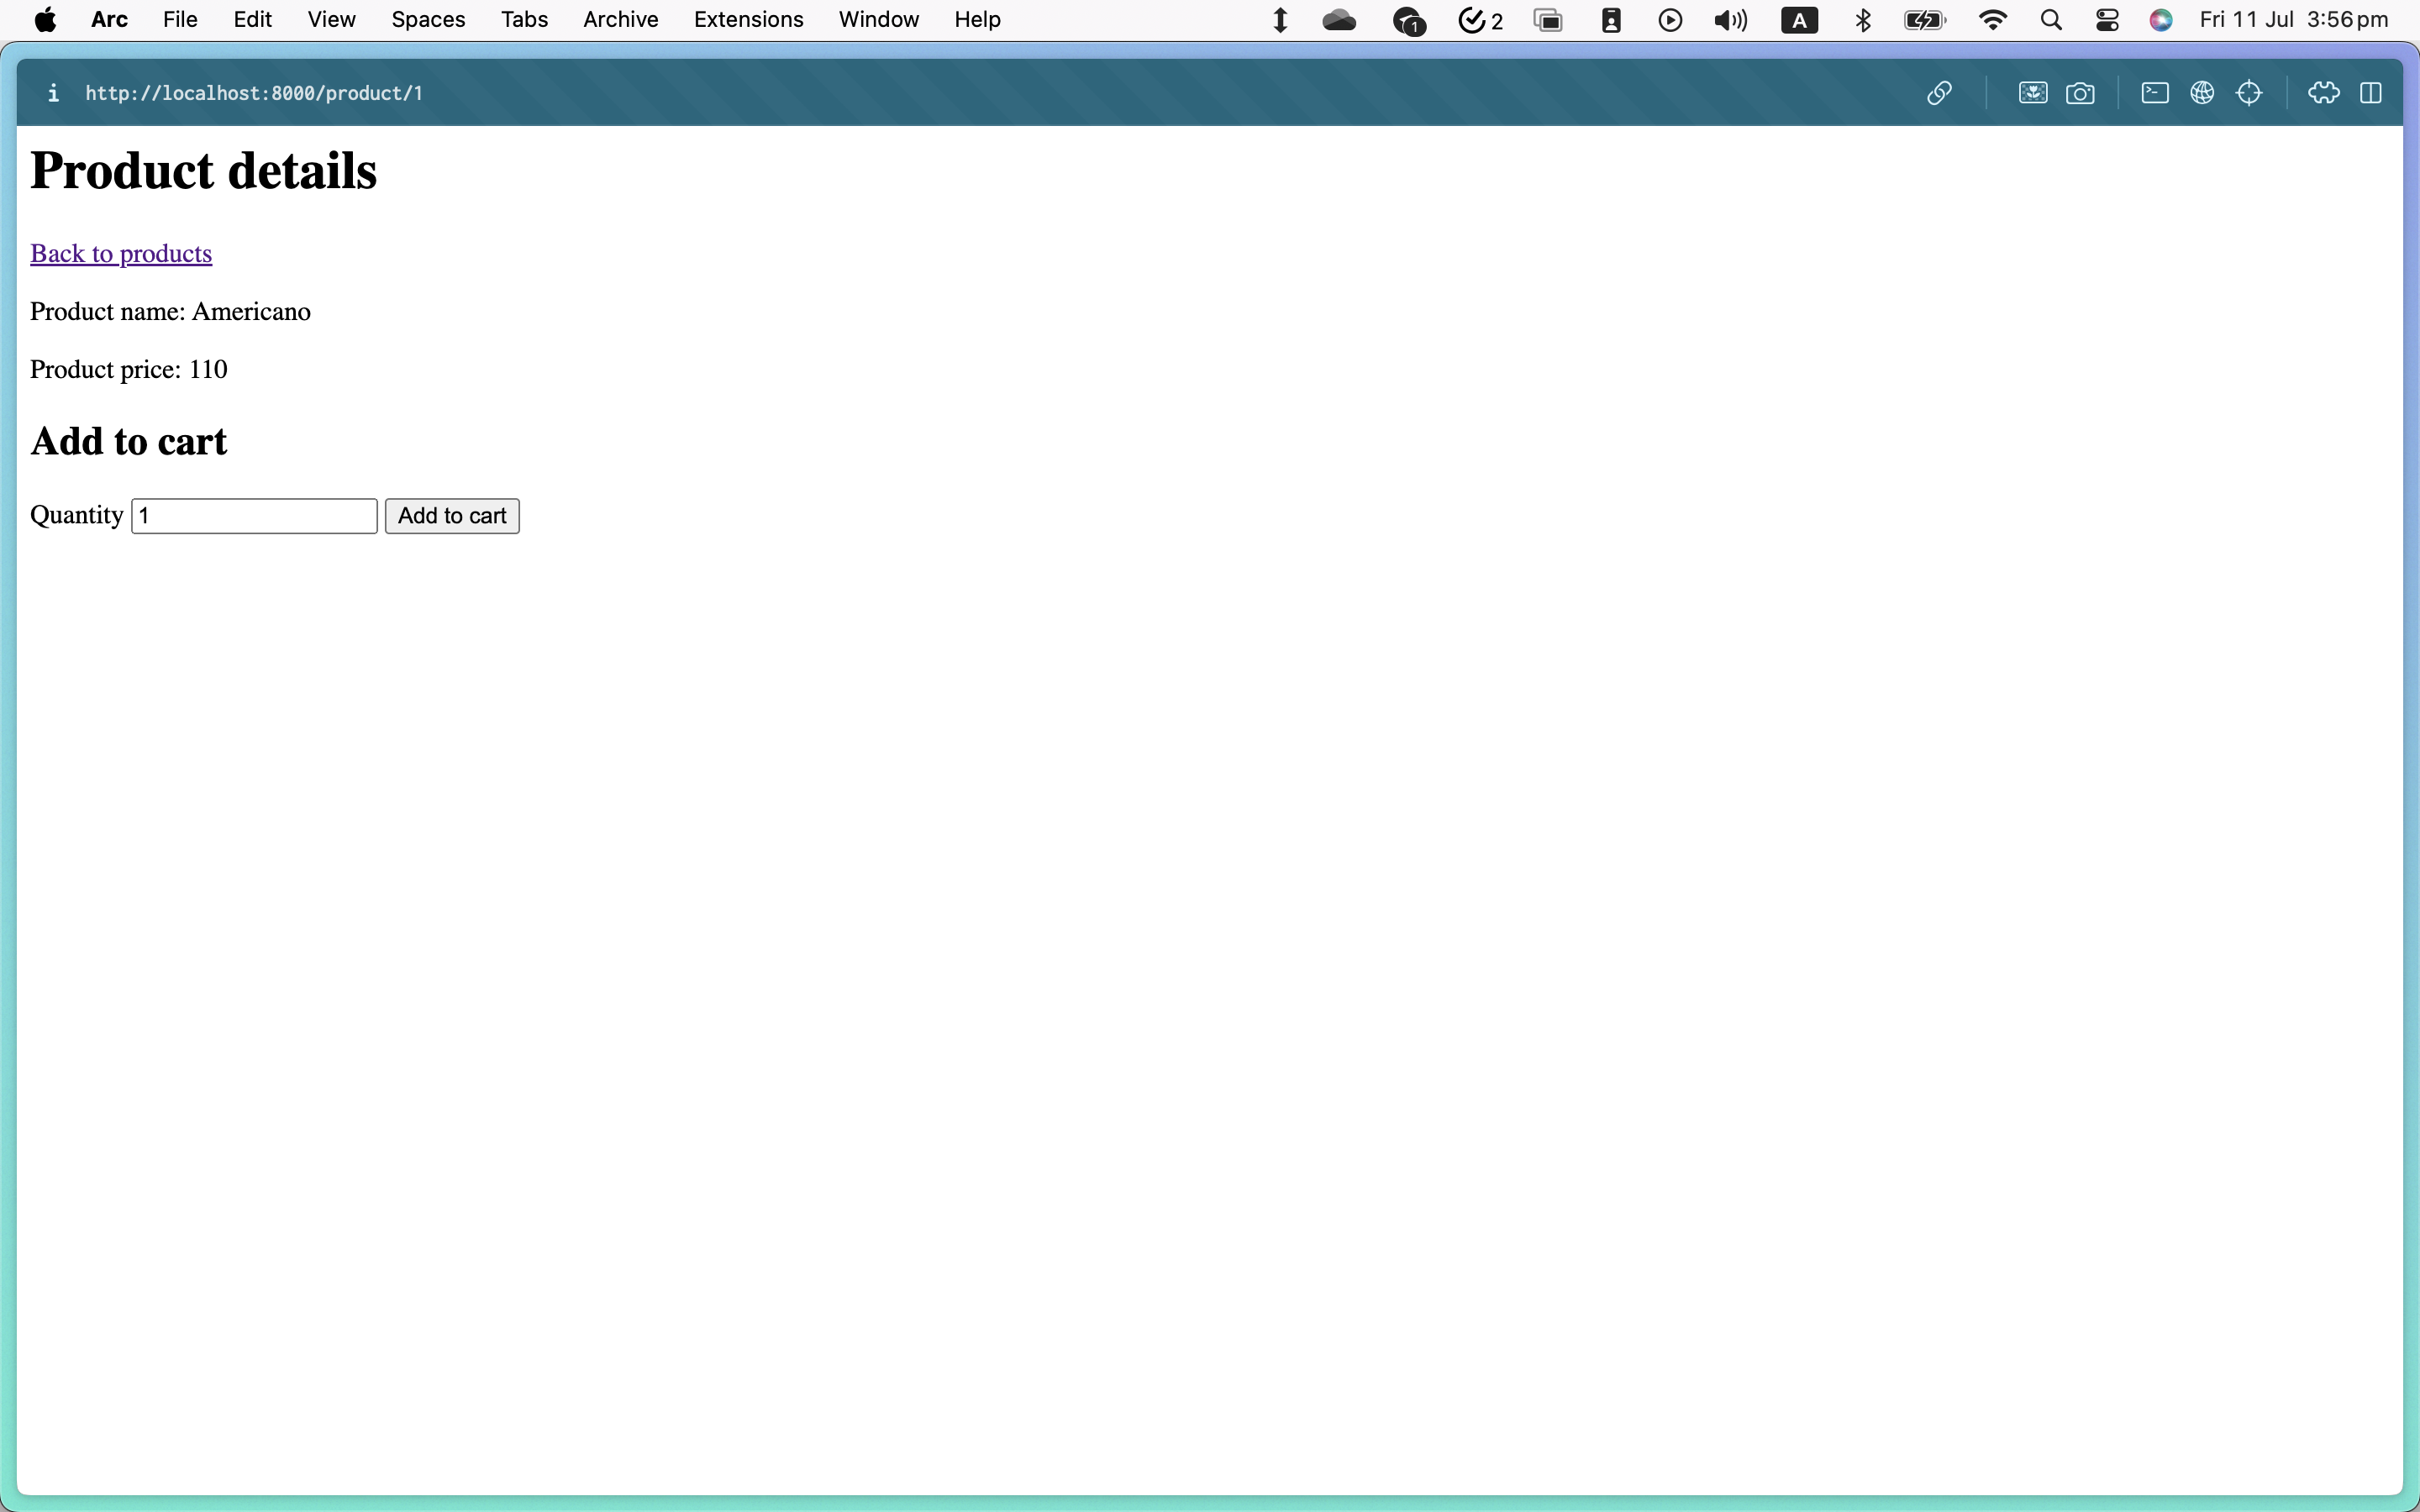 Arc File Edit View Spaces Tabs Archive Extensions Window Help 1 2 A Fri 11 Jul 3:56 pm
i http://localhost:8000/product/1
Product details
Back to products
Product name: Americano
Product price: 110
Add to cart
Quantity 1 Add to cart